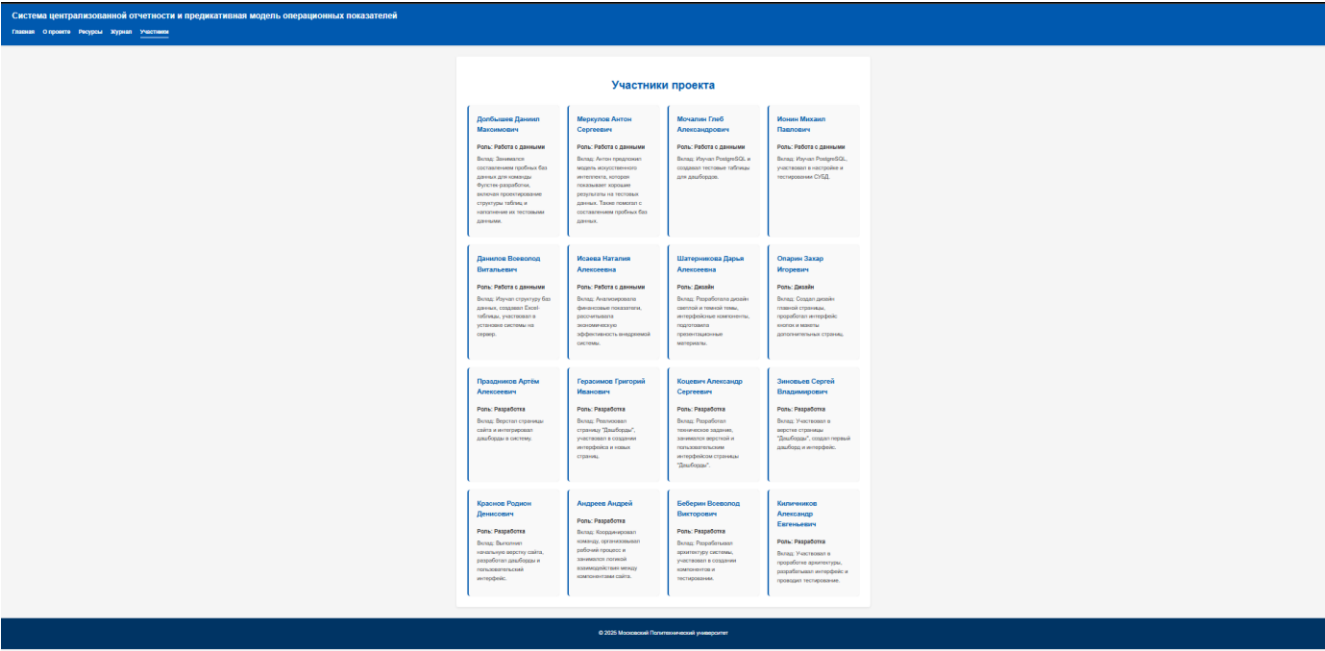 Система централизованной отчетности и предикативная модель операционных показателей
Главная О проекте Ресурсы Журнал Участники
Участники проекта
Долбышев Даниил
Максимович
Роль: Работа с данными
Вклад: Занимался
составлением пробных баз
данных для команды
Фулстек-разработки,
включая проектирование
структуры таблиц и
наполнение их тестовыми
данными.
Меркулов Антон
Сергеевич
Роль: Работа с данными
Вклад: Антон предложил
модель искусственного
интеллекта, которая
показывает хорошие
результаты на тестовых
данных. Также помогал с
составлением пробных баз
данных.
Мочалин Глеб
Александрович
Роль: Работа с данными
Вклад: Изучал PostgreSQL и
создавал тестовые таблицы
для дашбордов.
Ионин Михаил
Павлович
Роль: Работа с данными
Вклад: Изучал PostgreSQL,
участвовал в настройке и
тестировании СУБД.
Данилов Всеволод
Витальевич
Роль: Работа с данными
Вклад: Изучал структуру баз
данных, создавал Excel-
таблицы, участвовал в
установке системы на
сервер.
Исаева Наталия
Алексеевна
Роль: Работа с данными
Вклад: Анализировала
финансовые показатели,
рассчитывала
экономическую
эффективность внедряемой
системы.
Шатерникова Дарья
Алексеевна
Роль: Дизайн
Вклад: Разработала дизайн
светлой и темной темы,
интерфейсные компоненты,
подготовила
презентационные
материалы.
Опарин Захар
Игоревич
Роль: Дизайн
Вклад: Создал дизайн
главной страницы,
проработал интерфейс
кнопок и макеты
дополнительных страниц.
Праздников Артём
Алексеевич
Роль: Разработка
Вклад: Верстал страницы
сайта и интегрировал
дашборды в систему.
Герасимов Григорий
Иванович
Роль: Разработка
Вклад: Реализовал
страницу "Дашборды",
участвовал в создании
интерфейса и новых
страниц.
Коцевич Александр
Сергеевич
Роль: Разработка
Вклад: Разработал
техническое задание,
занимался версткой и
пользовательским
интерфейсом страницы
"Дашборды".
Зиновьев Сергей
Владимирович
Роль: Разработка
Вклад: Участвовал в
верстке страницы
"Дашборды", создал первый
дашборд и интерфейс.
Краснов Родион
Денисович
Роль: Разработка
Вклад: Выполнил
начальную верстку сайта,
разработал дашборды и
пользовательский
интерфейс.
Андреев Андрей
Роль: Разработка
Вклад: Координировал
команду, организовывал
рабочий процесс и
занимался логикой
взаимодействия между
компонентами сайта.
Беберин Всеволод
Викторович
Роль: Разработка
Вклад: Разрабатывал
архитектуру системы,
участвовал в создании
компонентов и
тестировании.
Киличников
Александр
Евгеньевич
Роль: Разработка
Вклад: Участвовал в
проработке архитектуры,
разрабатывал интерфейс и
проводил тестирование.
© 2025 Московский Политехнический университет